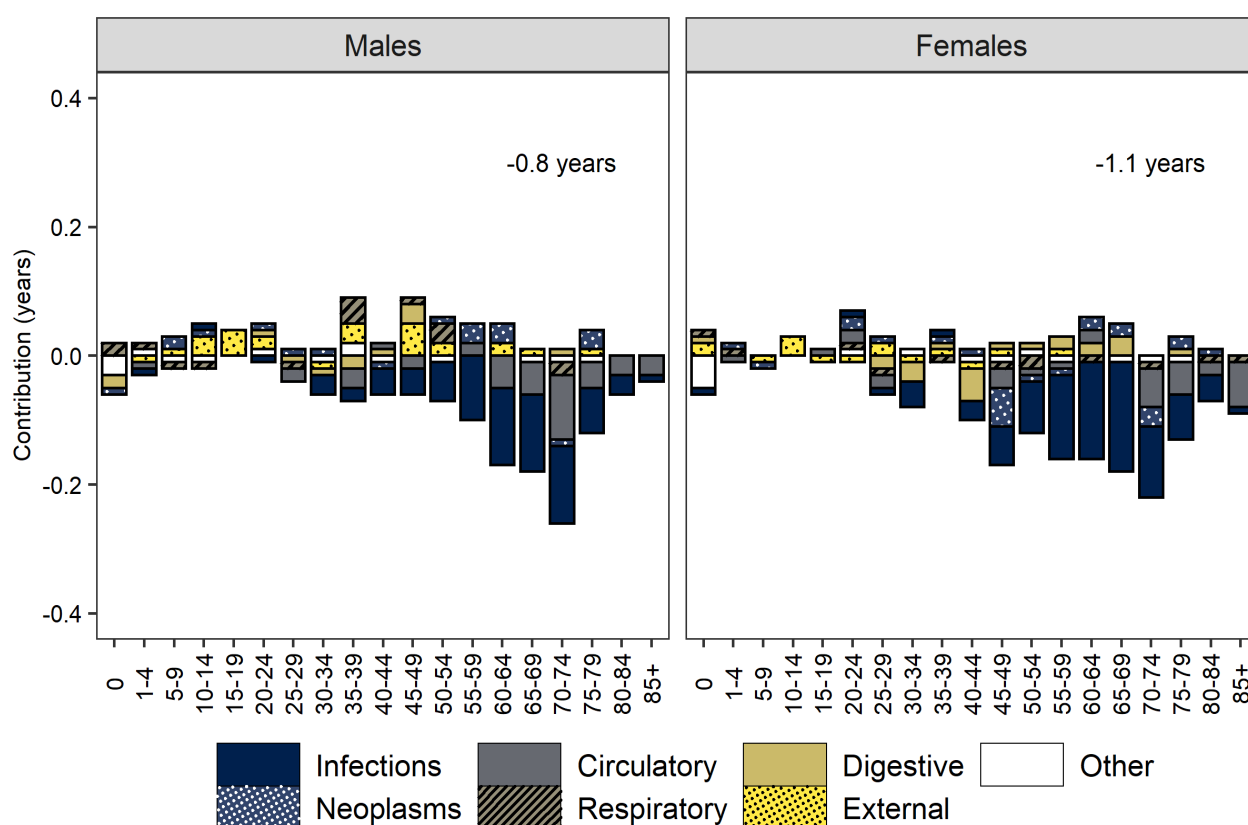 Males Females
Contribution (years)
0.4
0.2
0.0
-0.2
-0.4
-0.8 years -1.1 years
0 1-4 5-9 10-14 15-19 20-24 25-29 30-34 35-39 40-44 45-49 50-54 55-59 60-64 65-69 70-74 75-79 80-84 85+
0 1-4 5-9 10-14 15-19 20-24 25-29 30-34 35-39 40-44 45-49 50-54 55-59 60-64 65-69 70-74 75-79 80-84 85+
Infections Circulatory Digestive Other
Neoplasms Respiratory External